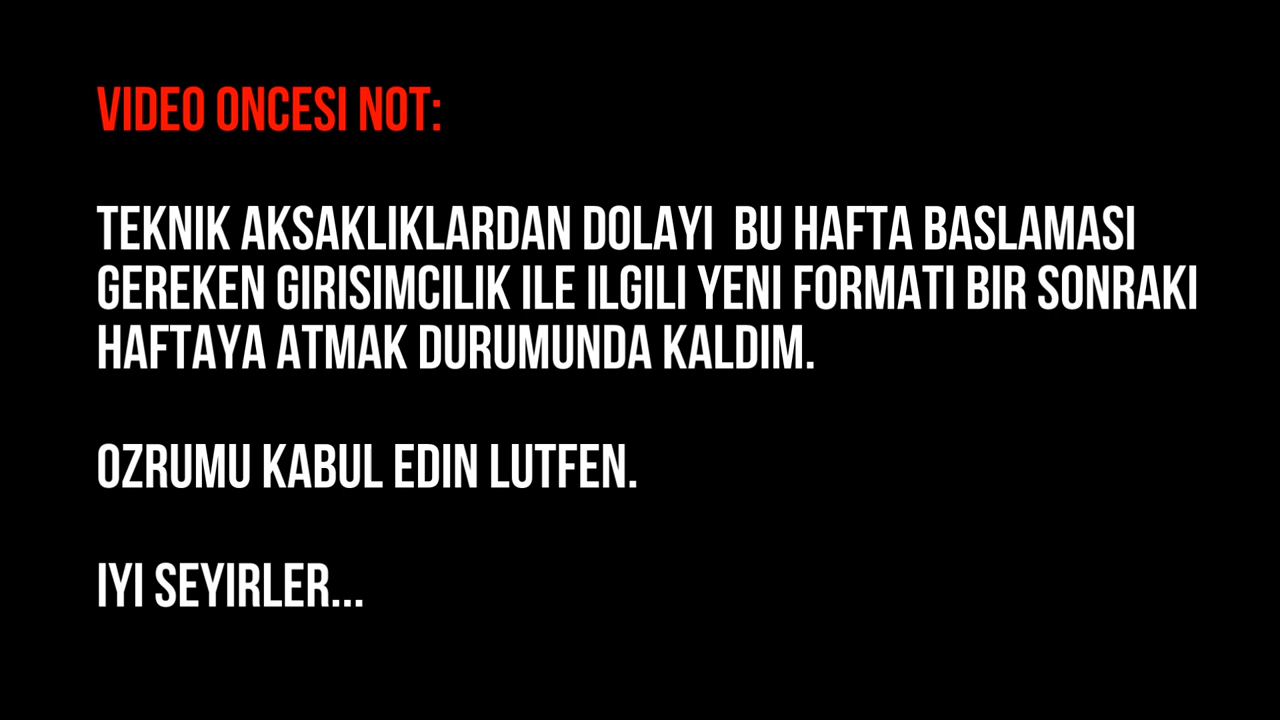 VIDEO ONCESI NOT:
TEKNIK AKSAKLIKLARDAN DOLAYI  BU HAFTA BASLAMASI
GEREKEN GIRISIMCILIK ILE ILGILI YENI FORMATI BIR SONRAKI
HAFTAYA ATMAK DURUMUNDA KALDIM.
OZRUMU KABUL EDIN LUTFEN.
IYI SEYIRLER...